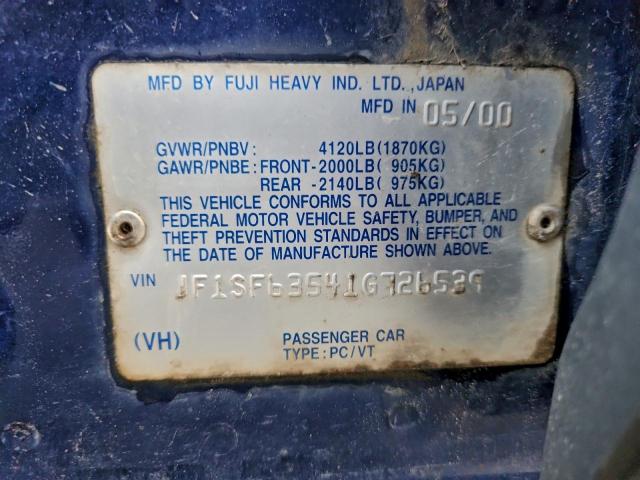 MFD BY FUJI HEAVY IND. LTD., JAPAN
MFD IN 05/00
GVWR/PNBV: 4120LB(1870KG)
GAWR/PNBE: FRONT-2000LB( 905KG)
REAR -2140LB( 975KG)
THIS VEHICLE CONFORMS TO ALL APPLICABLE
FEDERAL MOTOR VEHICLE SAFETY, BUMPER, AND
THEFT PREVENTION STANDARDS IN EFFECT ON
THE DATE OF MANUFACTURE SHOWN ABOVE.
VIN JF1SF63541G726539
(VH) PASSENGER CAR
TYPE: PC/VT